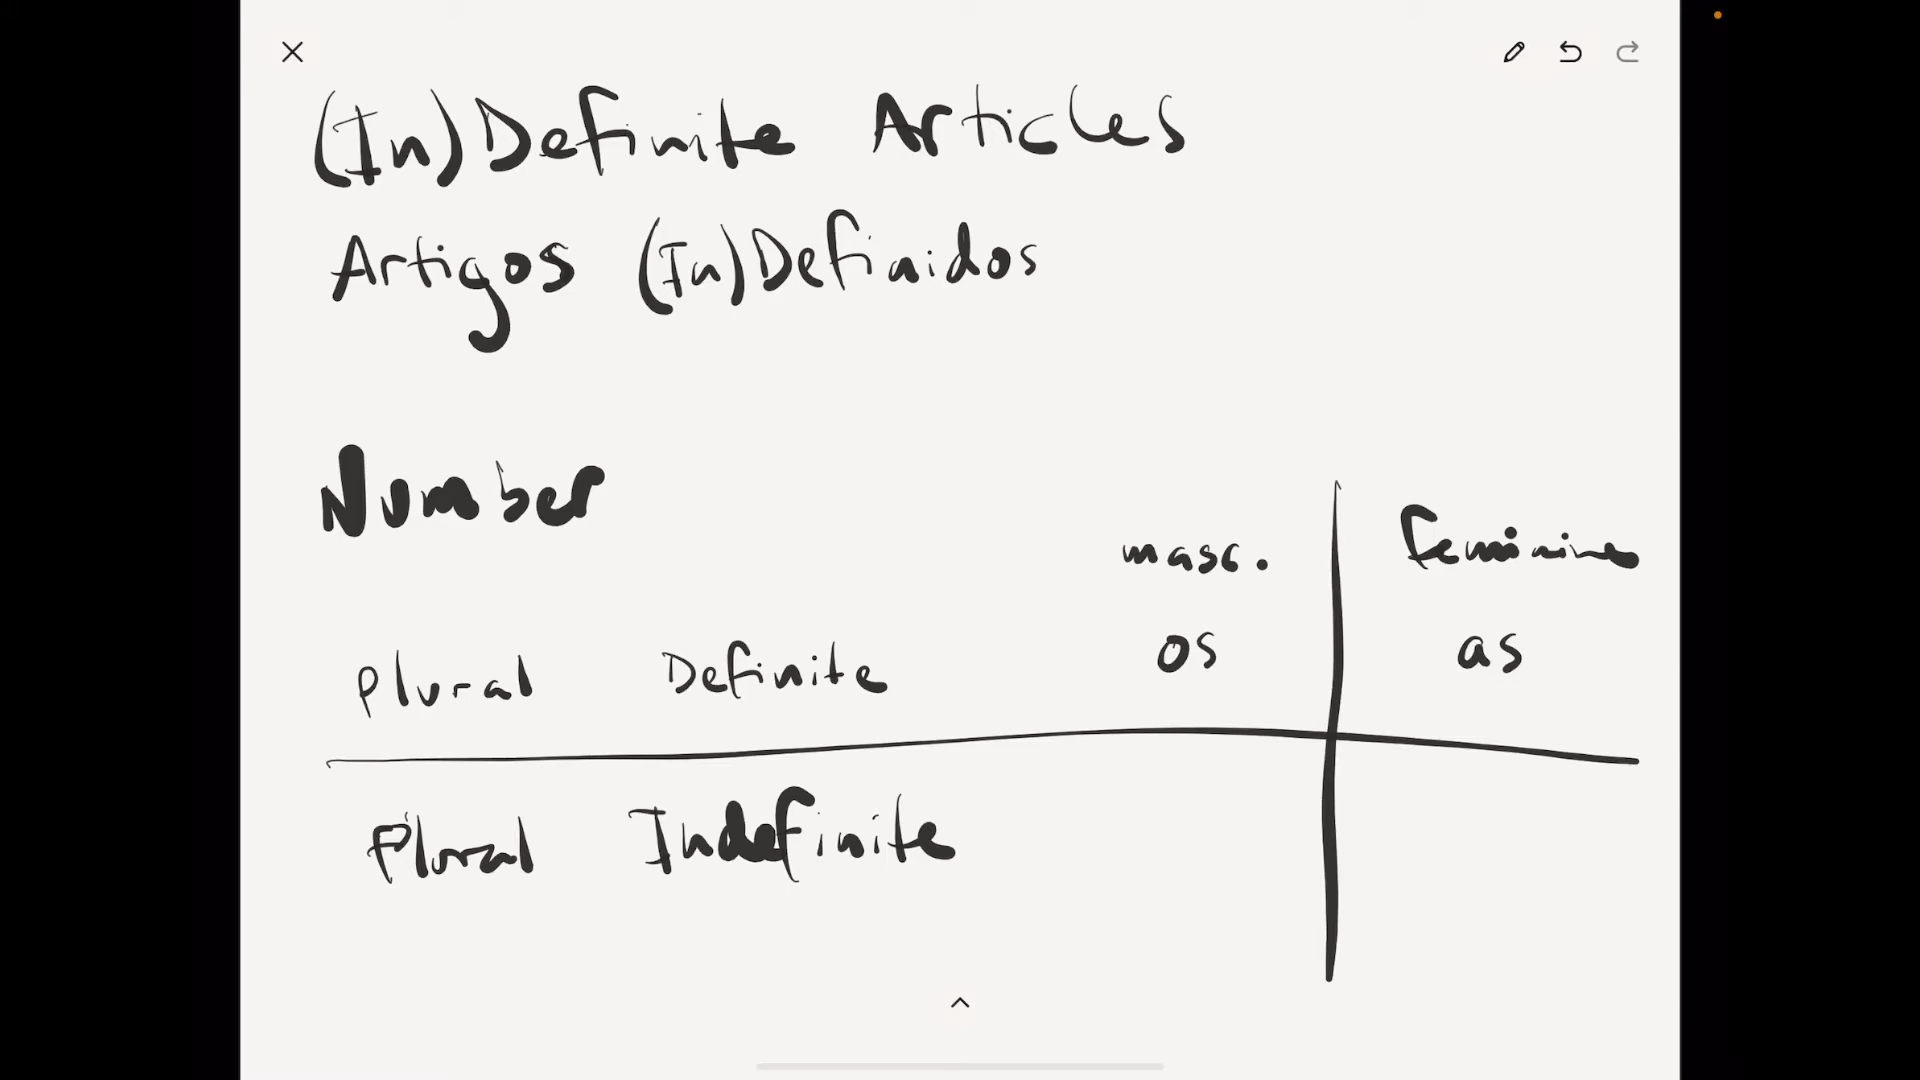 (In)Definite Articles
Artigos (In)Definidos
Number
masc. feminine
Plural Definite os as
Plural Indefinite